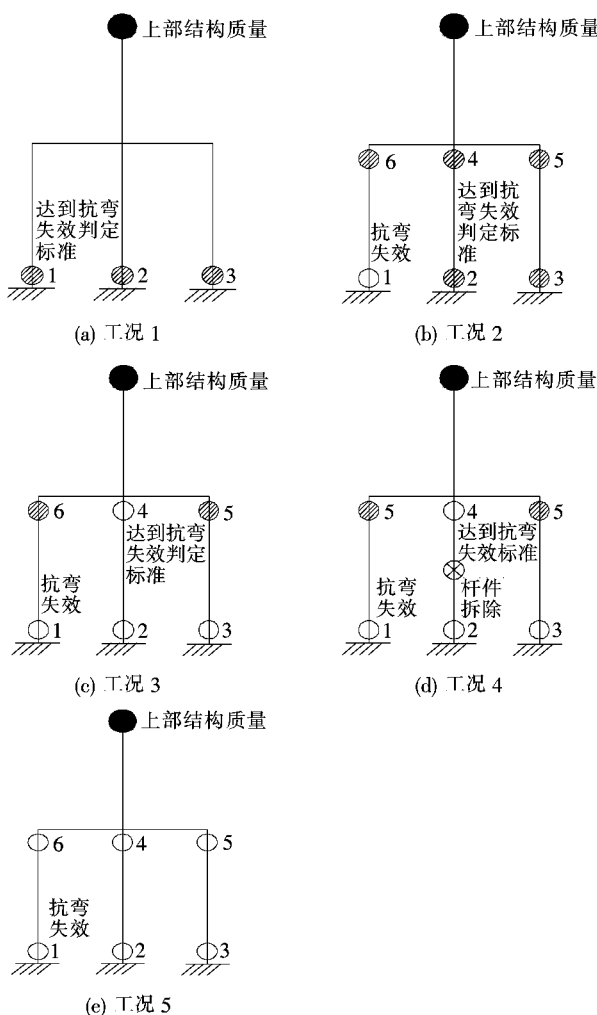 上部结构质量
达到抗弯
失效判定
标准
1
2
3
(a) 工况 1
上部结构质量
6
4
5
抗弯
失效
达到抗
弯失效
判定标
准
1
2
3
(b) 工况 2
上部结构质量
6
4
5
达到抗弯
失效判定
标准
抗弯
失效
1
2
3
(c) 工况 3
上部结构质量
5
4
5
达到抗弯
失效标准
抗弯
失效
杆件
拆除
1
2
3
(d) 工况 4
上部结构质量
6
4
5
抗弯
失效
1
2
3
(e) 工况 5